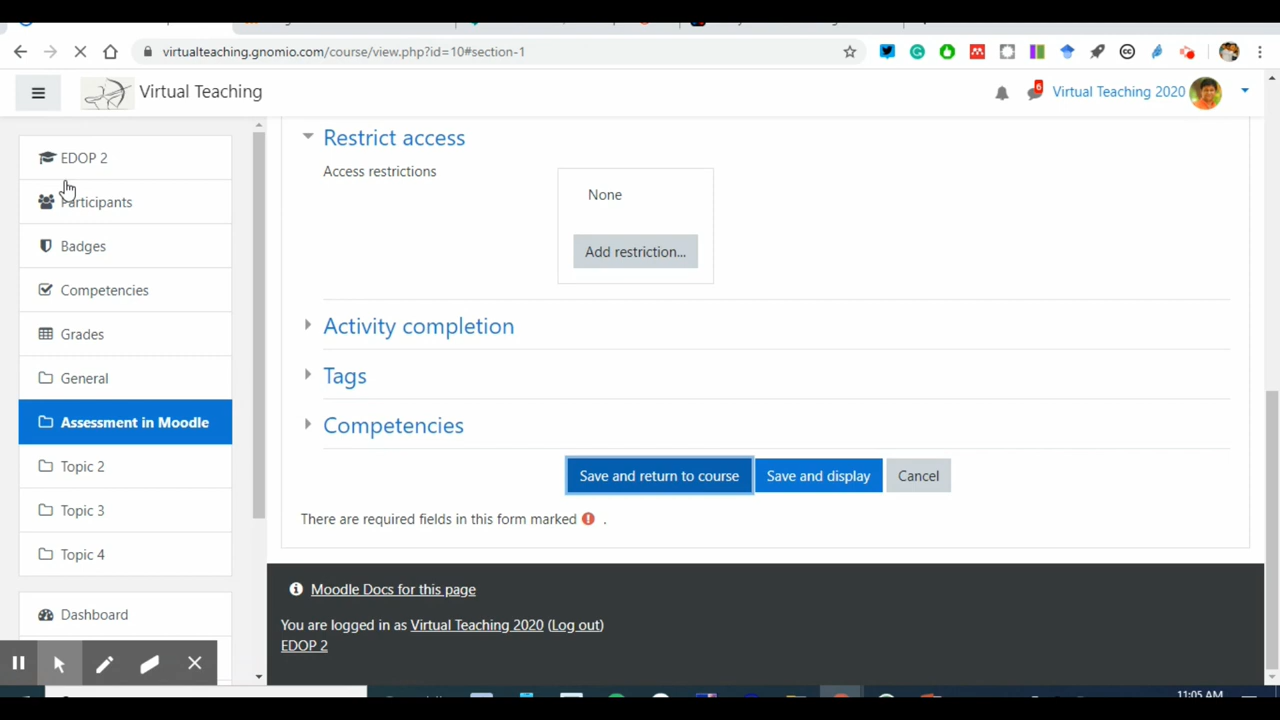 virtualteaching.gnomio.com/course/view.php?id=10#section-1
Virtual Teaching
6
Virtual Teaching 2020
EDOP 2
Participants
Badges
Competencies
Grades
General
Assessment in Moodle
Topic 2
Topic 3
Topic 4
Dashboard
Restrict access
Access restrictions
None
Add restriction...
Activity completion
Tags
Competencies
Save and return to course
Save and display
Cancel
There are required fields in this form marked .
Moodle Docs for this page
You are logged in as Virtual Teaching 2020 (Log out)
EDOP 2
11:05 AM